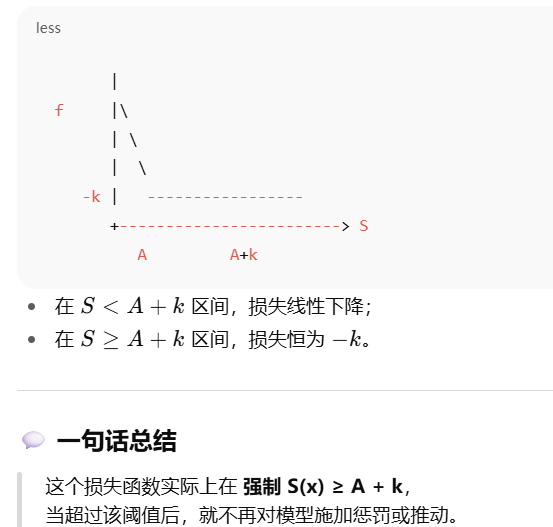 less
|
f |\
| \
| \
-k | -----------------
+------------------------> S
A A+k
在 S < A + k 区间，损失线性下降；
在 S ≥ A + k 区间，损失恒为 −k。
💬 一句话总结
这个损失函数实际上在 强制 S(x) ≥ A + k，
当超过该阈值后，就不再对模型施加惩罚或推动。